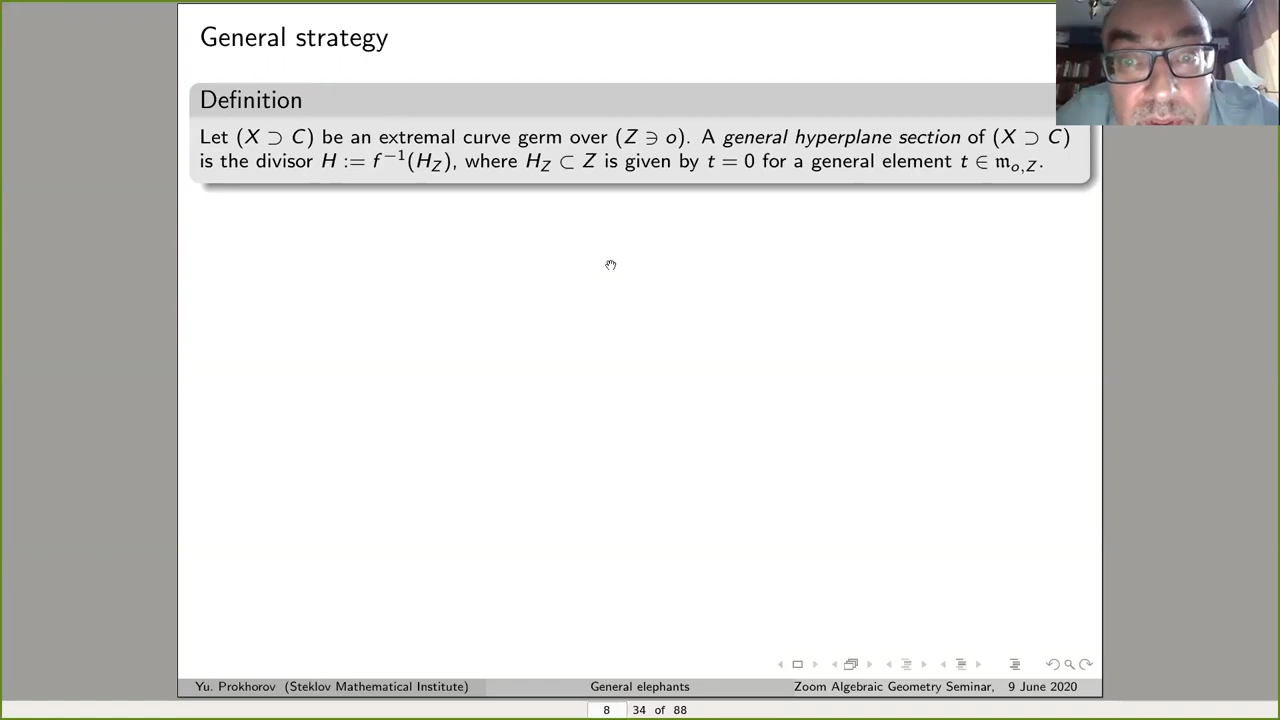 General strategy
Definition
Let (X ⊃ C) be an extremal curve germ over (Z ∋ o). A general hyperplane section of (X ⊃ C)
is the divisor H := f⁻¹(H_Z), where H_Z ⊂ Z is given by t = 0 for a general element t ∈ 𝔪_{o,Z}.
Yu. Prokhorov (Steklov Mathematical Institute) General elephants Zoom Algebraic Geometry Seminar, 9 June 2020
8 34 of 88